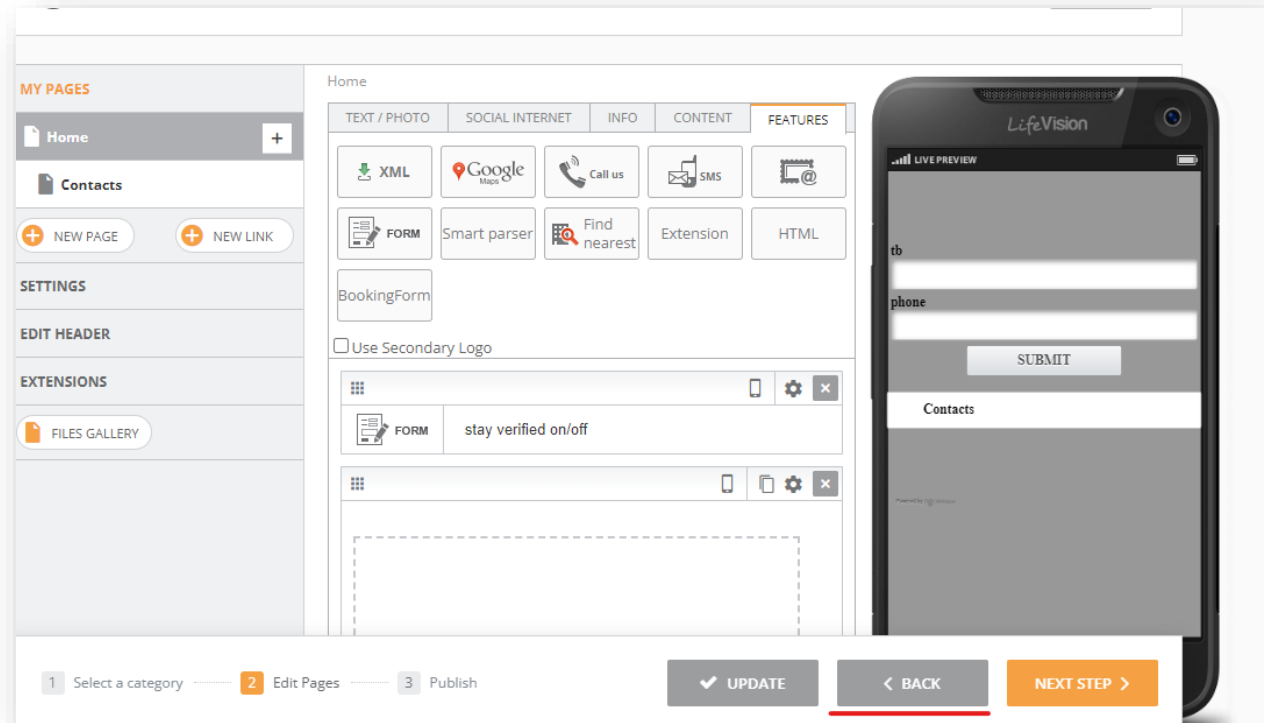 MY PAGES
Home
+
Contacts
NEW PAGE
NEW LINK
SETTINGS
EDIT HEADER
EXTENSIONS
FILES GALLERY
Home
TEXT / PHOTO
SOCIAL INTERNET
INFO
CONTENT
FEATURES
XML
Google
Maps
Call us
SMS
@
FORM
Smart parser
Find
nearest
Extension
HTML
BookingForm
Use Secondary Logo
FORM
stay verified on/off
LifeVision
LIVE PREVIEW
tb
phone
SUBMIT
Contacts
1 Select a category
2 Edit Pages
3 Publish
UPDATE
BACK
NEXT STEP